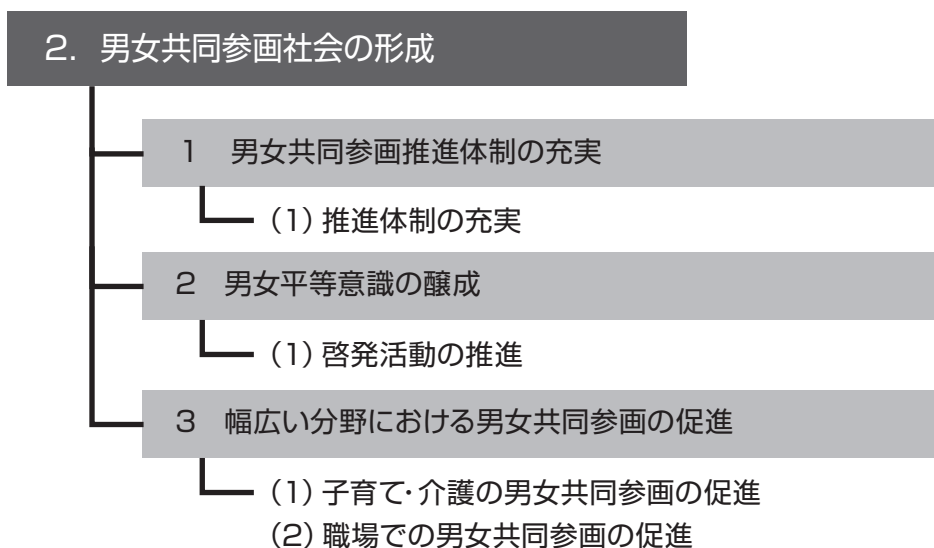 2．男女共同参画社会の形成
1　男女共同参画推進体制の充実
（1）推進体制の充実
2　男女平等意識の醸成
（1）啓発活動の推進
3　幅広い分野における男女共同参画の促進
（1）子育て・介護の男女共同参画の促進
（2）職場での男女共同参画の促進